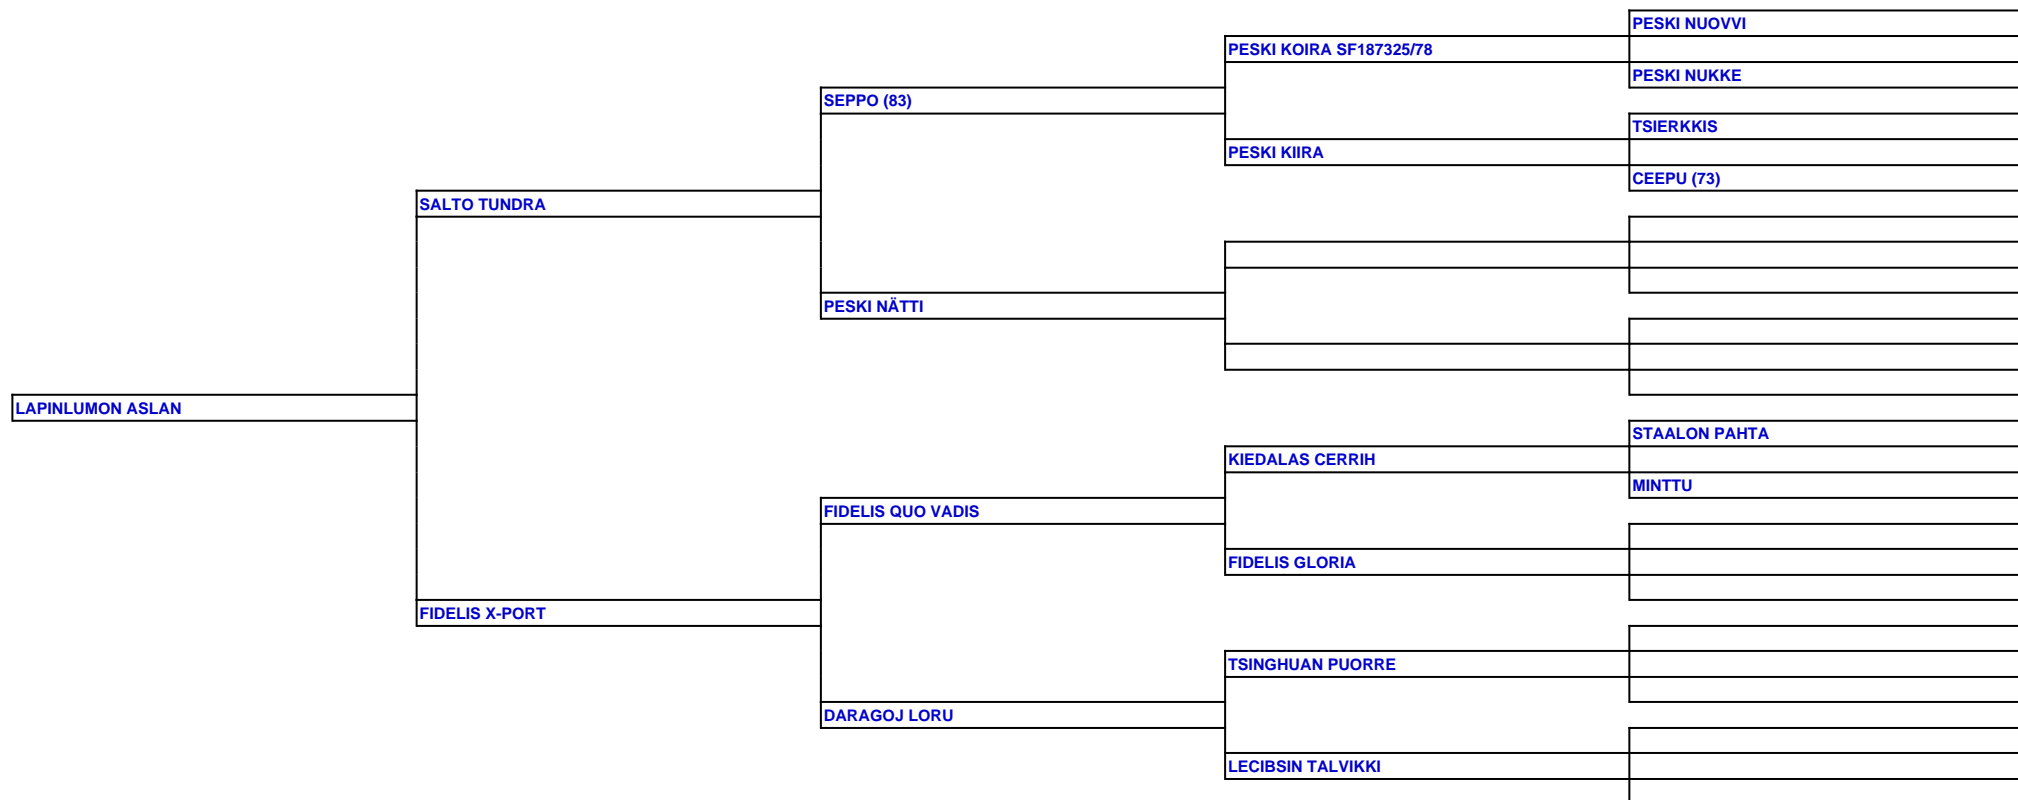 PESKI NUOVVI
PESKI KOIRA SF187325/78
PESKI NUKKE
SEPPO (83)
TSIERKKIS
PESKI KIIRA
CEEPU (73)
SALTO TUNDRA
PESKI NÄTTI
LAPINLUMON ASLAN
STAALON PAHTA
KIEDALAS CERRIH
MINTTU
FIDELIS QUO VADIS
FIDELIS GLORIA
FIDELIS X-PORT
TSINGHUAN PUORRE
DARAGOJ LORU
LECIBSIN TALVIKKI